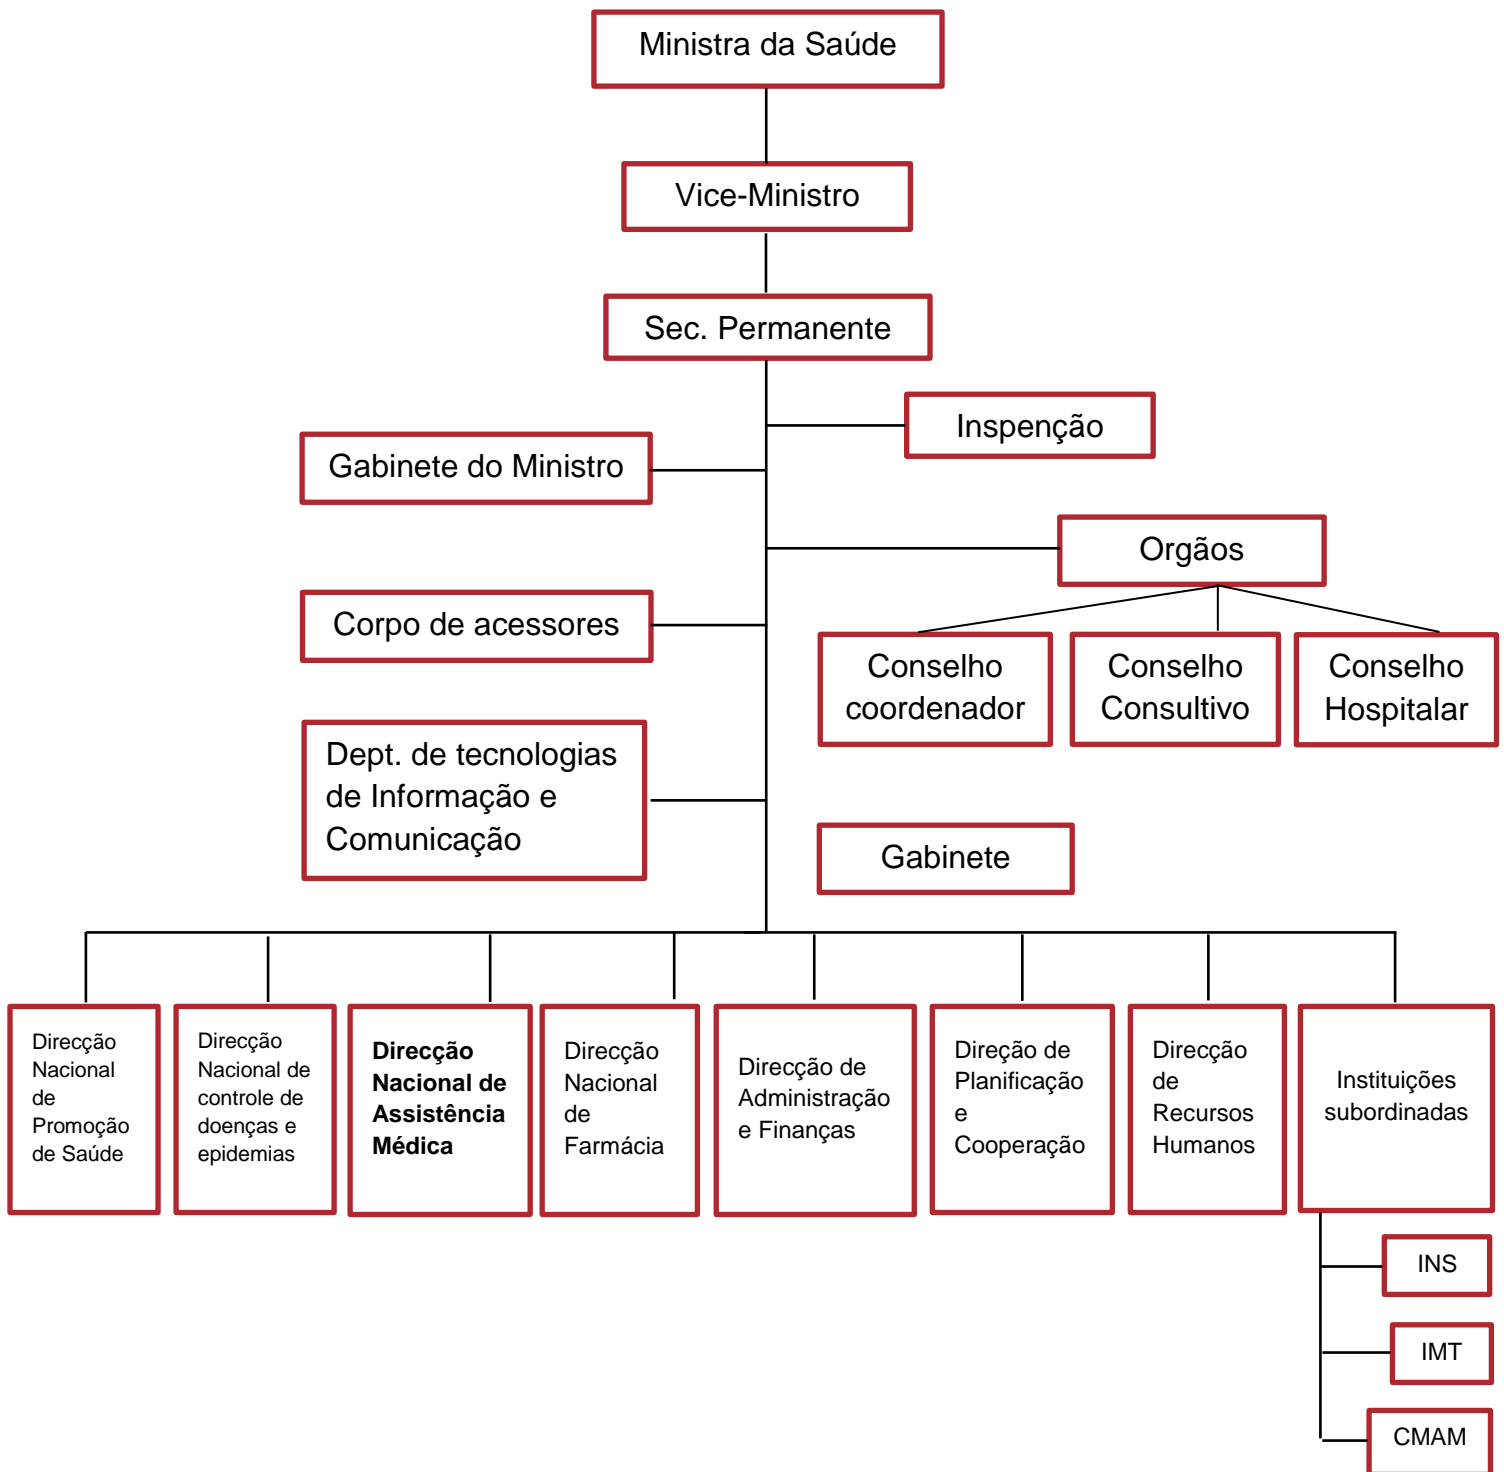 Ministra da Saúde
Vice-Ministro
Sec. Permanente
Inspenção
Gabinete do Ministro
Orgãos
Corpo de acessores
Conselho
coordenador
Conselho
Consultivo
Conselho
Hospitalar
Dept. de tecnologias
de Informação e
Comunicação
Gabinete
Direcção
Nacional
de
Promoção
de Saúde
Direcção
Nacional de
controle de
doenças e
epidemias
Direcção
Nacional de
Assistência
Médica
Direcção
Nacional
de
Farmácia
Direcção de
Administração
e Finanças
Direção de
Planificação
e
Cooperação
Direcção
de
Recursos
Humanos
Instituições
subordinadas
INS
IMT
CMAM